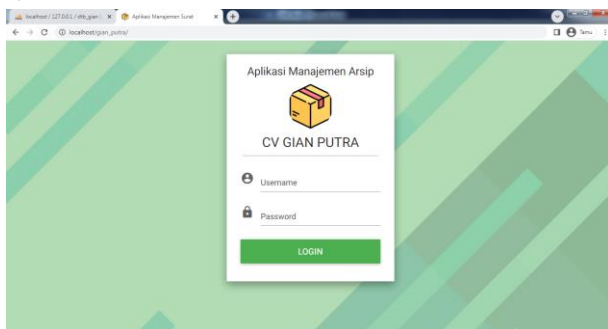 localhost / 127.0.0.1 / db_gian |
Aplikasi Manajemen Surat
localhost/gian_putra/
Tamu
Aplikasi Manajemen Arsip
CV GIAN PUTRA
Username
Password
LOGIN